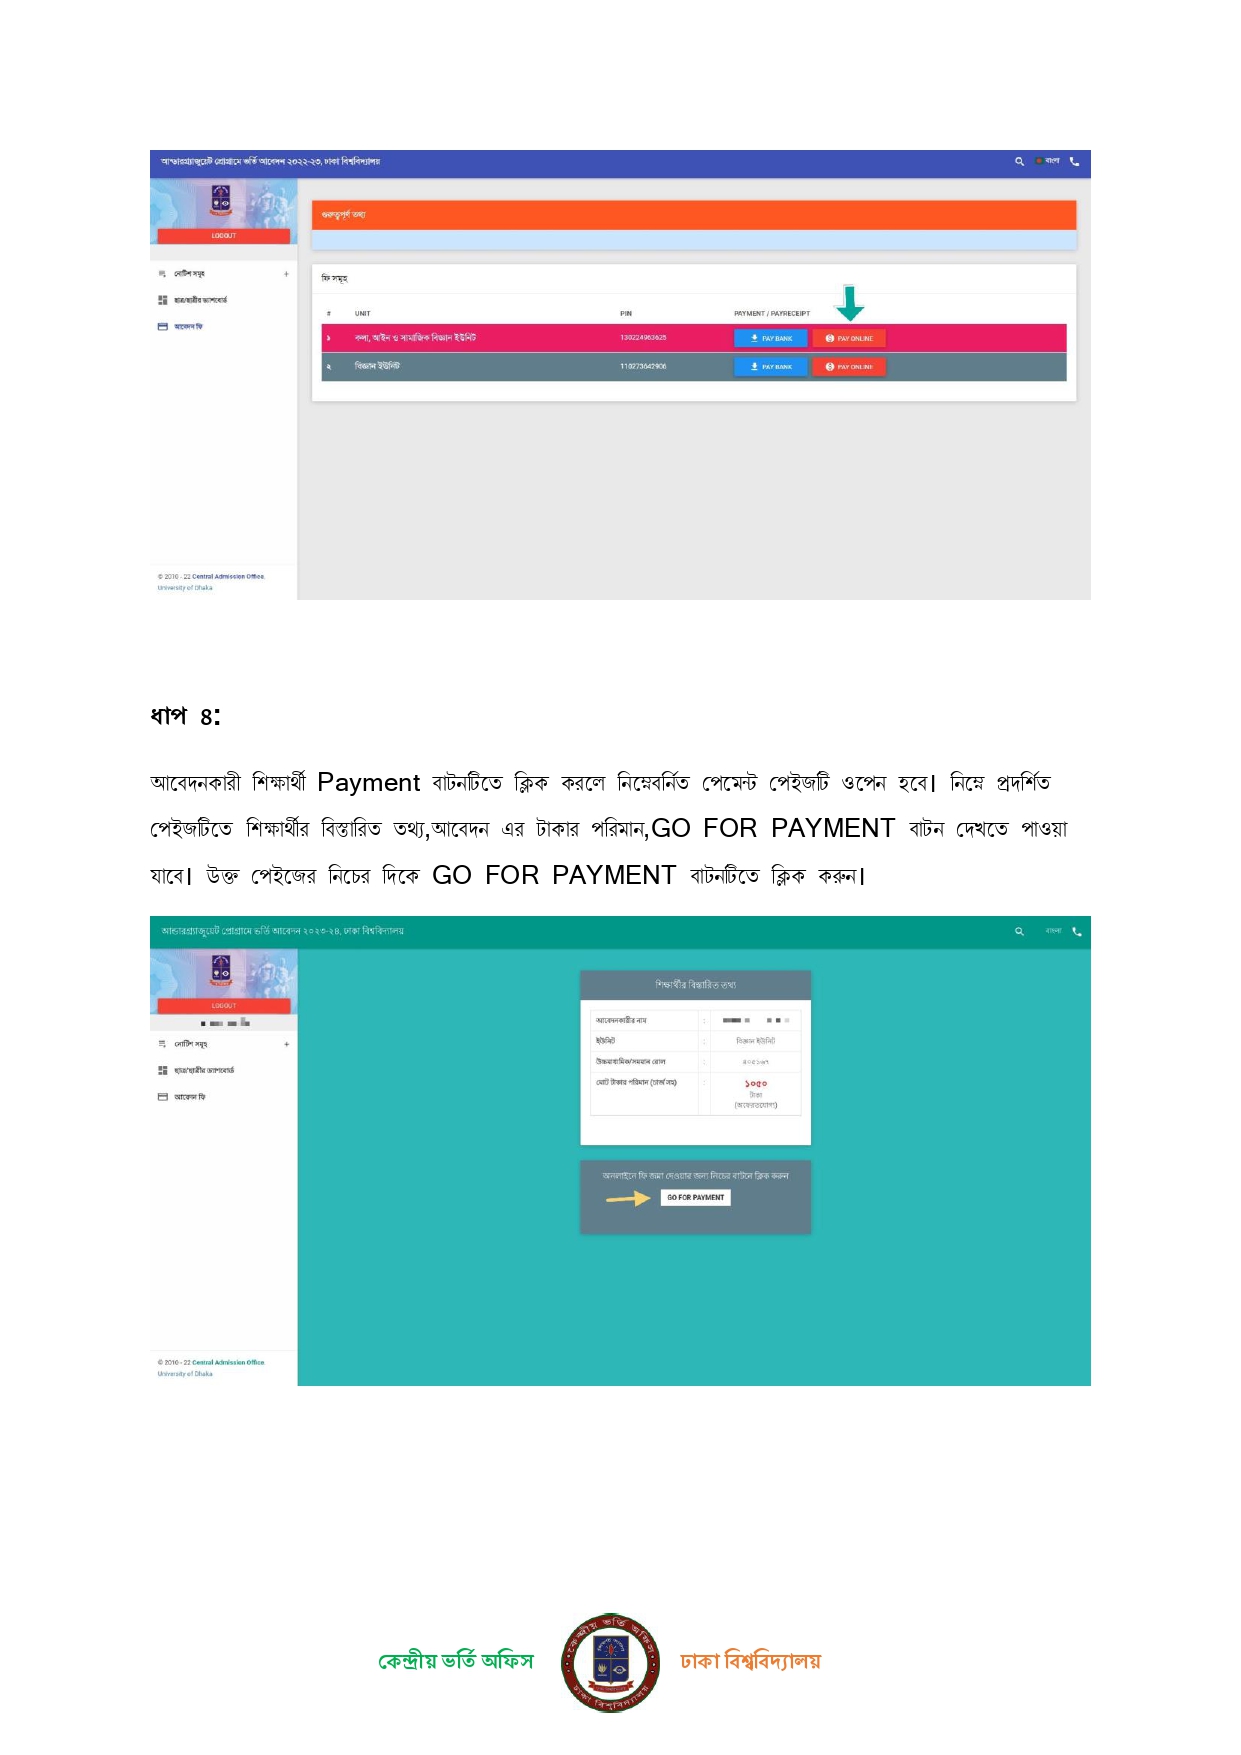 আন্ডারগ্র্যাজুয়েট প্রোগ্রামে ভর্তি আবেদন ২০২২-২৩, ঢাকা বিশ্ববিদ্যালয়
বাংলা
LOGOUT
গুরুত্বপূর্ণ তথ্য
নোটিশ সমূহ +
ফি সমূহ
ছাত্র/ছাত্রীর ড্যাশবোর্ড
# UNIT PIN PAYMENT / PAYRECEIPT
আবেদন ফি
১ কলা, আইন ও সামাজিক বিজ্ঞান ইউনিট 130224963625 PAY BANK PAY ONLINE
২ বিজ্ঞান ইউনিট 110273642906 PAY BANK PAY ONLINE
© 2010 - 22 Central Admission Office.
University of Dhaka
ধাপ ৪:
আবেদনকারী শিক্ষার্থী Payment বাটনটিতে ক্লিক করলে নিম্নেবর্নিত পেমেন্ট পেইজটি ওপেন হবে। নিম্নে প্রদর্শিত
পেইজটিতে শিক্ষার্থীর বিস্তারিত তথ্য,আবেদন এর টাকার পরিমান,GO FOR PAYMENT বাটন দেখতে পাওয়া
যাবে। উক্ত পেইজের নিচের দিকে GO FOR PAYMENT বাটনটিতে ক্লিক করুন।
আন্ডারগ্র্যাজুয়েট প্রোগ্রামে ভর্তি আবেদন ২০২৩-২৪, ঢাকা বিশ্ববিদ্যালয়
বাংলা
LOGOUT
শিক্ষার্থীর বিস্তারিত তথ্য
আবেদনকারীর নাম :
নোটিশ সমূহ +
ইউনিট : বিজ্ঞান ইউনিট
উচ্চমাধ্যমিক/সমমান রোল :
ছাত্র/ছাত্রীর ড্যাশবোর্ড
মোট টাকার পরিমান (চার্জ সহ) : ১০৫০
টাকা
(অফেরতযোগ্য)
আবেদন ফি
অনলাইনে ফি জমা দেওয়ার জন্য নিচের বাটনে ক্লিক করুন
GO FOR PAYMENT
© 2010 - 22 Central Admission Office.
University of Dhaka
কেন্দ্রীয় ভর্তি অফিস
কেন্দ্রীয় ভর্তি অফিস
ঢাকা বিশ্ববিদ্যালয়
ঢাকা বিশ্ববিদ্যালয়